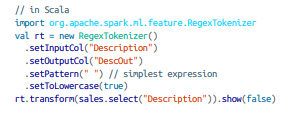 // in Scala
import org.apache.spark.ml.feature.RegexTokenizer
val rt = new RegexTokenizer()
.setInputCol("Description")
.setOutputCol("DescOut")
.setPattern(" ") // simplest expression
.setToLowercase(true)
rt.transform(sales.select("Description")).show(false)